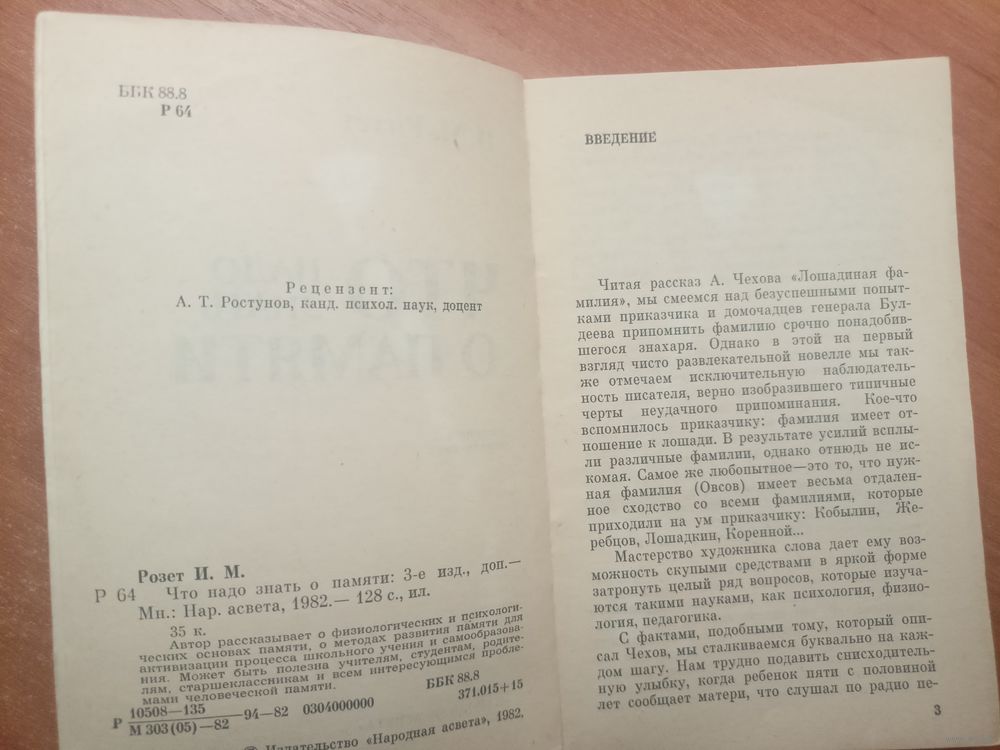 ББК 88.8
Р 64
Рецензент:
А. Т. Ростунов, канд. психол. наук, доцент
Розет И. М.
Р 64 Что надо знать о памяти: 3-е изд., доп.—
Мн.: Нар. асвета, 1982.— 128 с., ил.
35 к.
Автор рассказывает о физиологических и психологи-
ческих основах памяти, о методах развития памяти для
активизации процесса школьного учения и самообразова-
ния. Может быть полезна учителям, студентам, родите-
лям, старшеклассникам и всем интересующимся пробле-
мами человеческой памяти.
ББК 88.8
371.015+15
Р 10508—135
М 303(05)—82 —94—82 0304000000
© Издательство «Народная асвета», 1982.
ВВЕДЕНИЕ
Читая рассказ А. Чехова «Лошадиная фа-
милия», мы смеемся над безуспешными попыт-
ками приказчика и домочадцев генерала Бул-
деева припомнить фамилию срочно понадобив-
шегося знахаря. Однако в этой на первый
взгляд чисто развлекательной новелле мы так-
же отмечаем исключительную наблюдатель-
ность писателя, верно изобразившего типичные
черты неудачного припоминания. Кое-что
вспомнилось приказчику: фамилия имеет от-
ношение к лошади. В результате усилий всплы-
ли различные фамилии, однако отнюдь не ис-
комая. Самое же любопытное—это то, что нуж-
ная фамилия (Овсов) имеет весьма отдален-
ное сходство со всеми фамилиями, которые
приходили на ум приказчику: Кобылин, Же-
ребцов, Лошадкин, Коренной...
Мастерство художника слова дает ему воз-
можность скупыми средствами в яркой форме
затронуть целый ряд вопросов, которые изуча-
ются такими науками, как психология, физио-
логия, педагогика.
С фактами, подобными тому, который опи-
сал Чехов, мы сталкиваемся буквально на каж-
дом шагу. Нам трудно подавить снисходитель-
ную улыбку, когда ребенок пяти с половиной
лет сообщает матери, что слушал по радио пе-
3